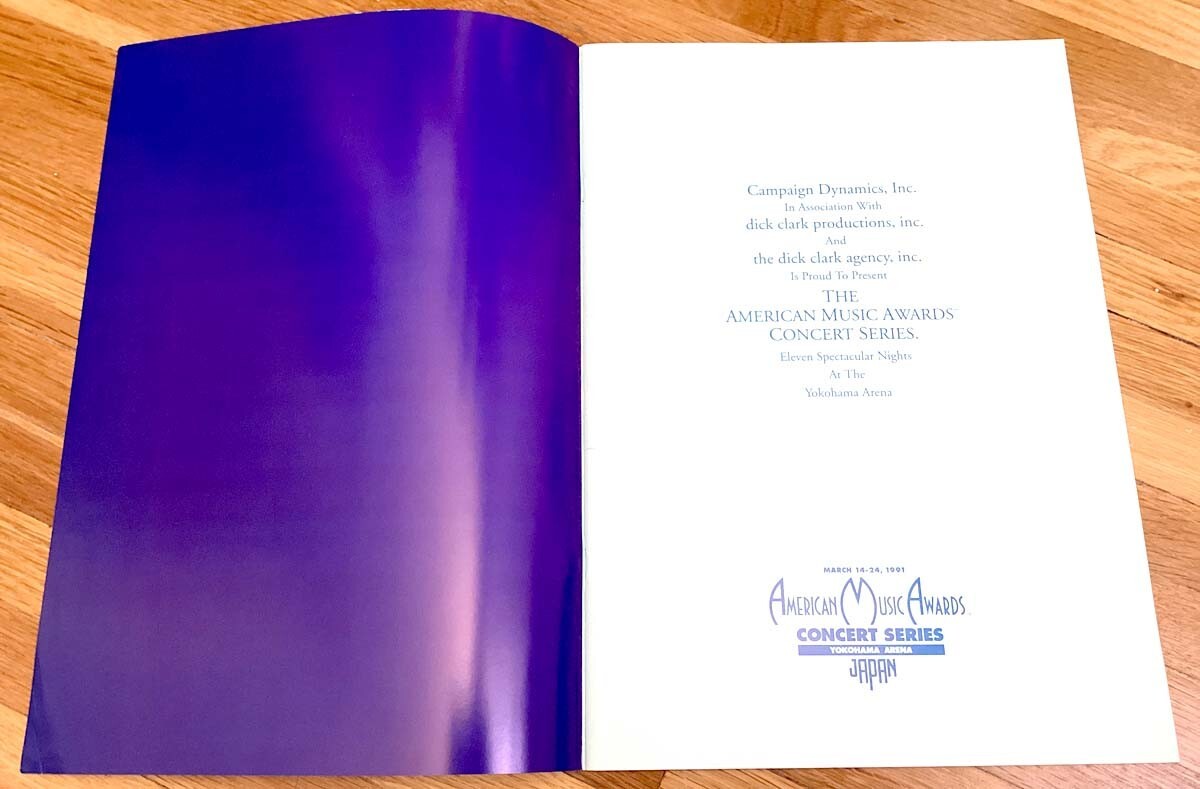 Campaign Dynamics, Inc.
In Association With
dick clark productions, inc.
And
the dick clark agency, inc.
Is Proud To Present
THE
AMERICAN MUSIC AWARDS™
CONCERT SERIES.
Eleven Spectacular Nights
At The
Yokohama Arena
MARCH 14-24, 1991
AMERICAN MUSIC AWARDS™
CONCERT SERIES
YOKOHAMA ARENA
JAPAN